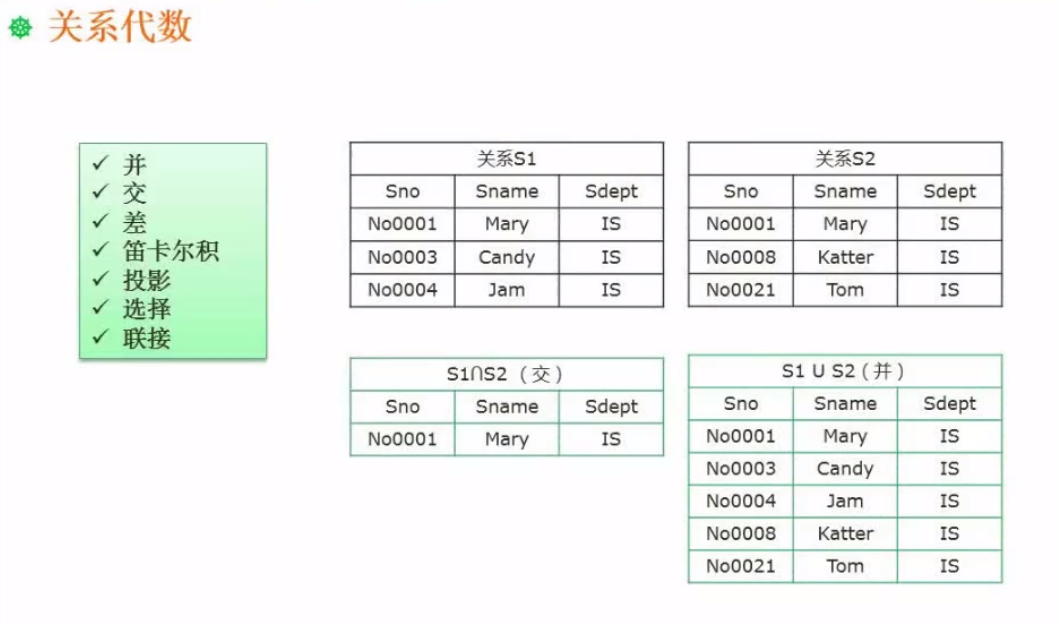 关系代数
✓ 并
✓ 交
✓ 差
✓ 笛卡尔积
✓ 投影
✓ 选择
✓ 联接
关系S1
Sno Sname Sdept
No0001 Mary IS
No0003 Candy IS
No0004 Jam IS
关系S2
Sno Sname Sdept
No0001 Mary IS
No0008 Katter IS
No0021 Tom IS
S1∩S2（交）
Sno Sname Sdept
No0001 Mary IS
S1 U S2（并）
Sno Sname Sdept
No0001 Mary IS
No0003 Candy IS
No0004 Jam IS
No0008 Katter IS
No0021 Tom IS